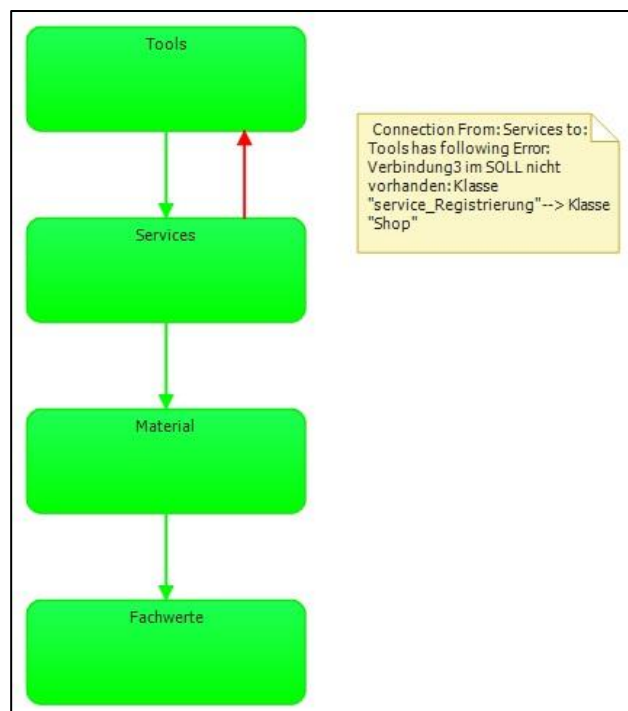 Tools
Connection From: Services to:
Tools has following Error:
Verbindung3 im SOLL nicht
vorhanden: Klasse
"service_Registrierung"--> Klasse
"Shop"
Services
Material
Fachwerte